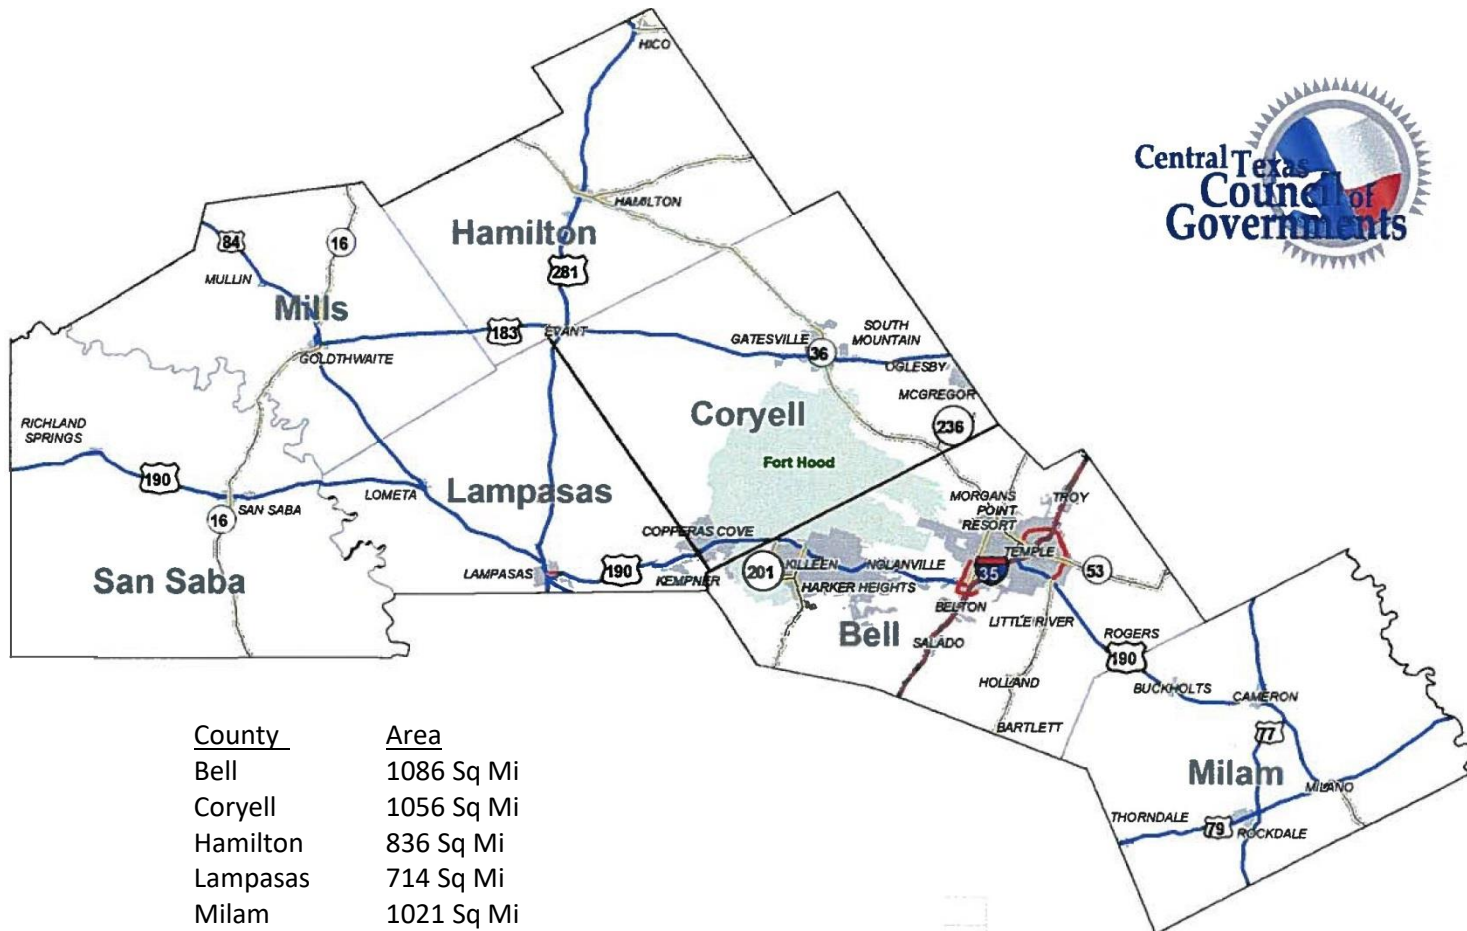 HICO
Central Texas
Council of
Governments
HAMILTON
Hamilton
84
16
281
MULLIN
Mills
183
EVANT
GATESVILLE
SOUTH
MOUNTAIN
36
GOLDTHWAITE
OGLESBY
MCGREGOR
RICHLAND
SPRINGS
Coryell
236
Fort Hood
190
LOMETA
Lampasas
SAN SABA
16
MORGANS
POINT
RESORT
TROY
COPPERAS COVE
TEMPLE
San Saba
LAMPASAS
190
KEMPNER
201
KILLEEN
NOLANVILLE
35
53
HARKER HEIGHTS
BELTON
LITTLE RIVER
Bell
SALADO
ROGERS
190
HOLLAND
BUCKHOLTS
CAMERON
BARTLETT
77
Milam
MILANO
THORNDALE
79
ROCKDALE
County Area
Bell 1086 Sq Mi
Coryell 1056 Sq Mi
Hamilton 836 Sq Mi
Lampasas 714 Sq Mi
Milam 1021 Sq Mi